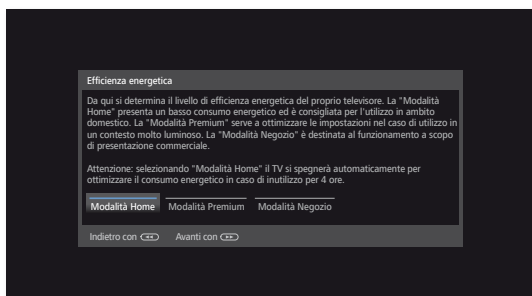 Efficienza energetica
Da qui si determina il livello di efficienza energetica del proprio televisore. La "Modalità
Home" presenta un basso consumo energetico ed è consigliata per l'utilizzo in ambito
domestico. La "Modalità Premium" serve a ottimizzare le impostazioni nel caso di utilizzo in
un contesto molto luminoso. La "Modalità Negozio" è destinata al funzionamento a scopo
di presentazione commerciale.
Attenzione: selezionando "Modalità Home" il TV si spegnerà automaticamente per
ottimizzare il consumo energetico in caso di inutilizzo per 4 ore.
Modalità Home Modalità Premium Modalità Negozio
Indietro con Avanti con